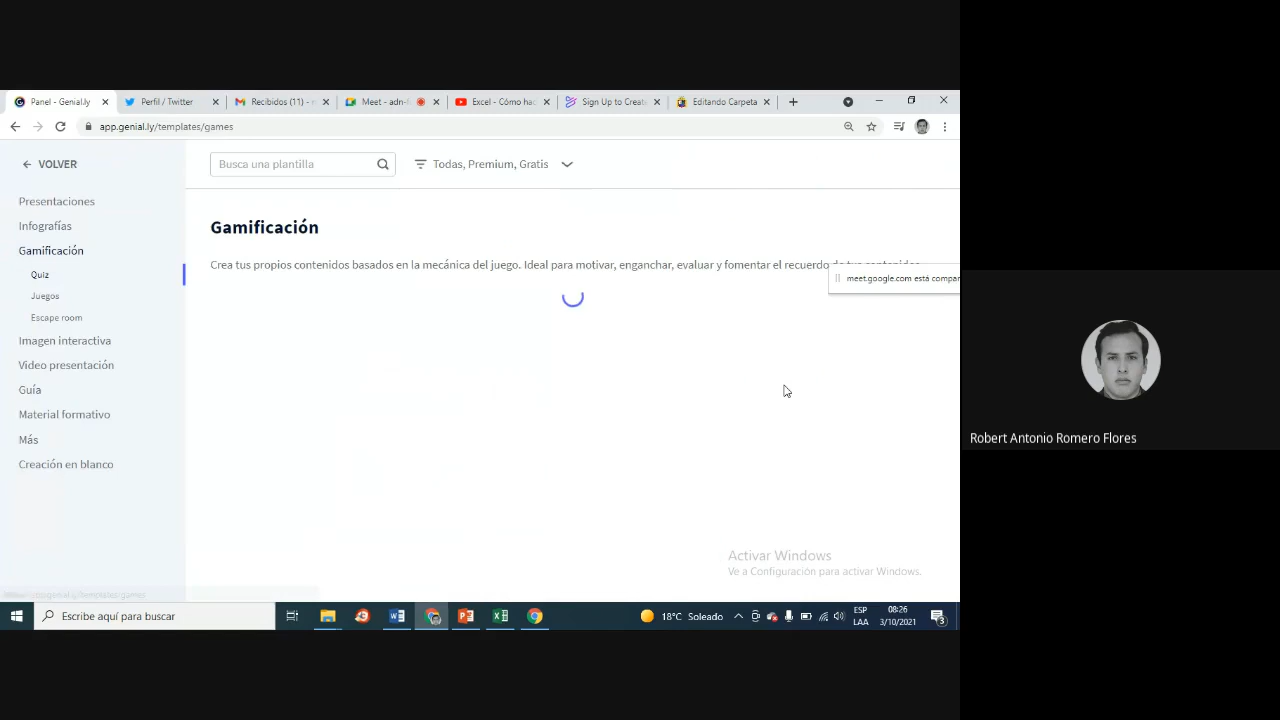 Panel - Genial.ly
Perfil / Twitter
Recibidos (11) -
Meet - adn-
Excel - Cómo ha
Sign Up to Creat
Editando Carpeta
app.genial.ly/templates/games
VOLVER
Busca una plantilla
Todas, Premium, Gratis
Presentaciones
Infografías
Gamificación
Quiz
Juegos
Escape room
Imagen interactiva
Video presentación
Guía
Material formativo
Más
Creación en blanco
Gamificación
Crea tus propios contenidos basados en la mecánica del juego. Ideal para motivar, enganchar, evaluar y fomentar el recuerdo de tus contenidos.
meet.google.com está compar
Activar Windows
Ve a Configuración para activar Windows.
Escribe aquí para buscar
18°C Soleado
ESP
LAA
08:26
3/10/2021
3
Robert Antonio Romero Flores